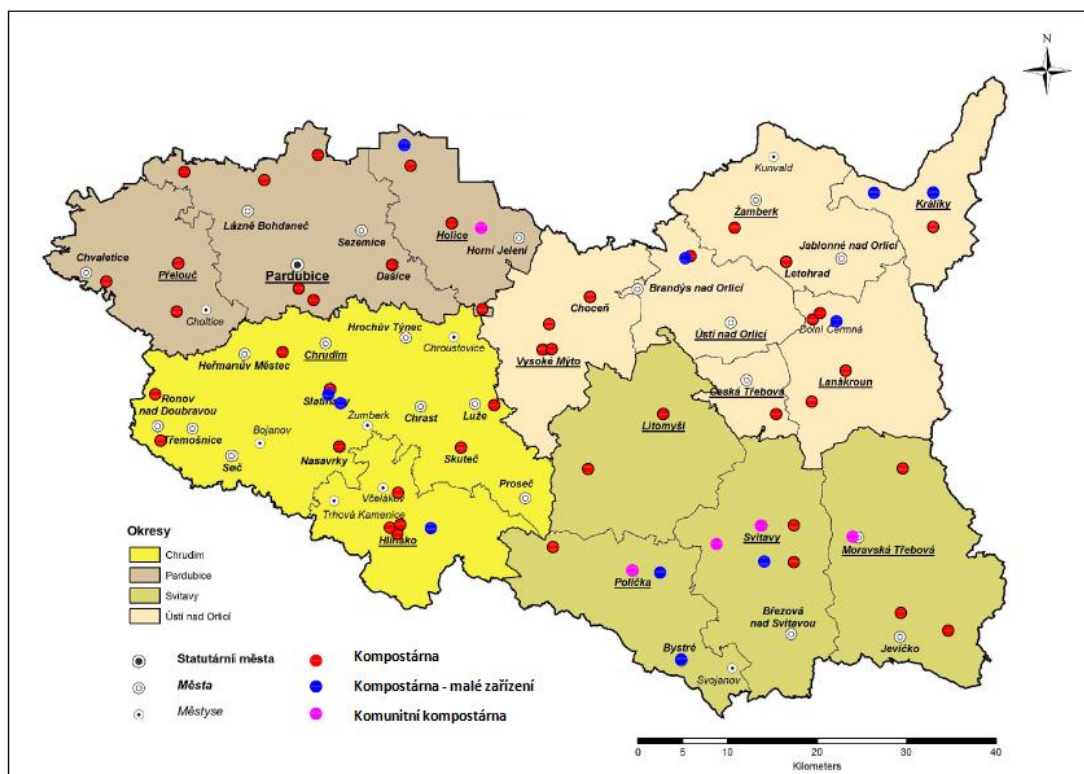 N
Kunvald
Žamberk
Králíky
Lázně Bohdaneč
Sezemice
Holice
Horní Jelení
Jablonné nad Orlicí
Letohrad
Chvaletice
Přelouč
Pardubice
Dašice
Brandýs nad Orlicí
Choceň
Choltice
Ústí nad Orlicí
Dolní Čermná
Hrochův Týnec
Chroustovice
Heřmanův Městec
Chrudim
Vysoké Mýto
Lanškroun
Česká Třebová
Ronov
nad Doubravou
Slatiňany
Žumberk
Chrast
Luže
Litomyšl
Třemošnice
Bojanov
Seč
Nasavrky
Skuteč
Proseč
Včelákov
Trhová Kamenice
Hlinsko
Svitavy
Moravská Třebová
Polička
Březová
nad Svitavou
Jevíčko
Bystré
Svojanov
Okresy
Chrudim
Pardubice
Svitavy
Ústí nad Orlicí
Statutární města
Města
Městyse
Kompostárna
Kompostárna - malé zařízení
Komunitní kompostárna
0 5 10 20 30 40
Kilometers